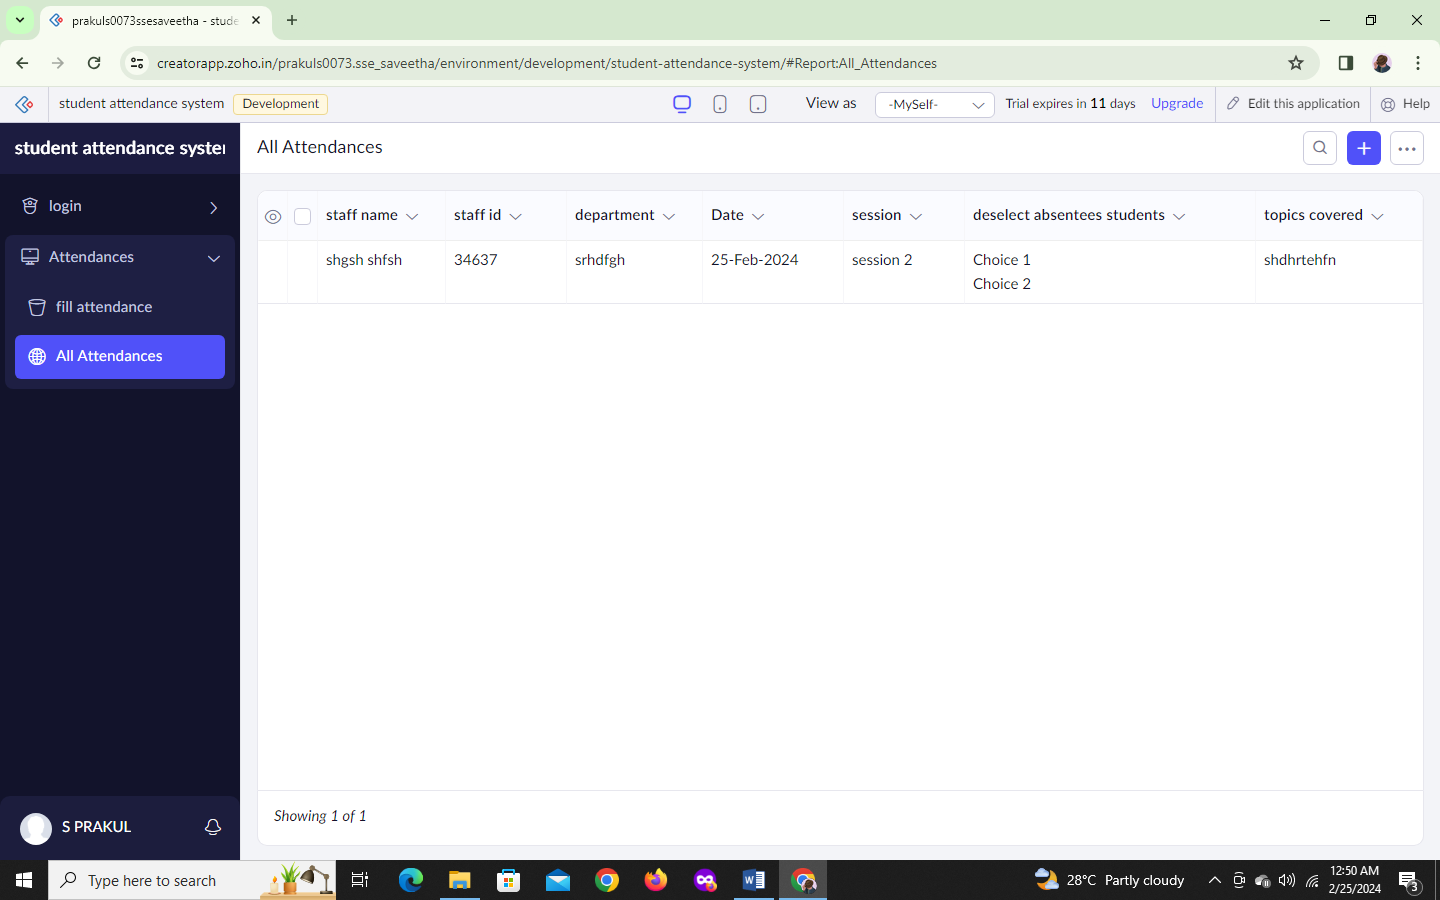 prakuls0073ssesaveetha - stude
creatorapp.zoho.in/prakuls0073.sse_saveetha/environment/development/student-attendance-system/#Report:All_Attendances
student attendance system Development View as -MySelf- Trial expires in 11 days Upgrade Edit this application Help
student attendance syster
All Attendances
login
Attendances
fill attendance
All Attendances
staff name staff id department Date session deselect absentees students topics covered
shgsh shfsh 34637 srhdfgh 25-Feb-2024 session 2 Choice 1 shdhrtehfn
Choice 2
Showing 1 of 1
S PRAKUL
Type here to search
28°C Partly cloudy
12:50 AM
2/25/2024
3